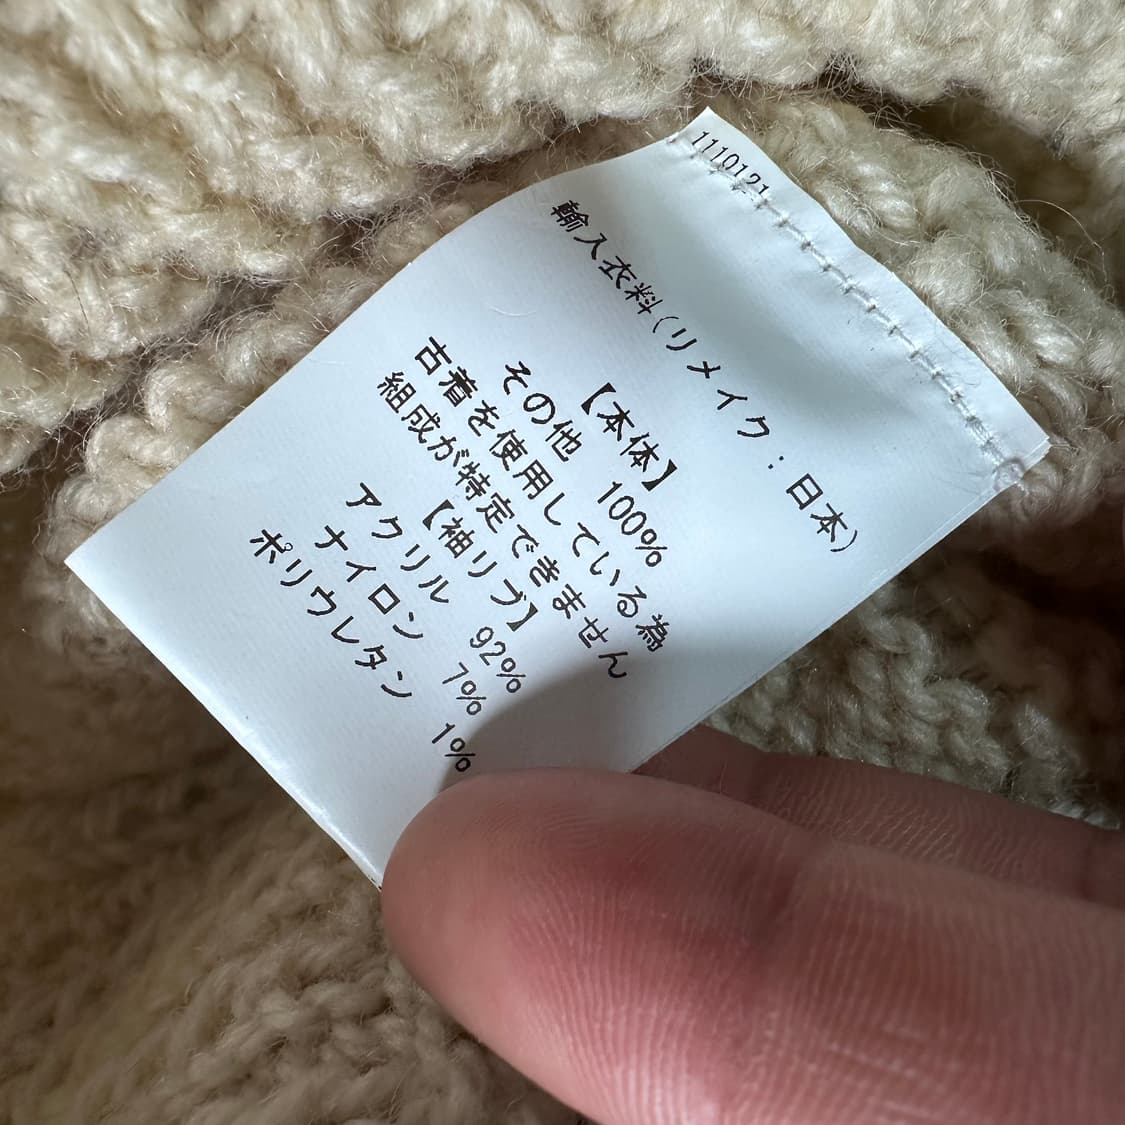 1110121
輸入衣料(リメイク:日本)
【本体】
その他 100%
古着を使用している為
組成が特定できません
【袖リブ】
アクリル 92%
ナイロン 7%
ポリウレタン 1%